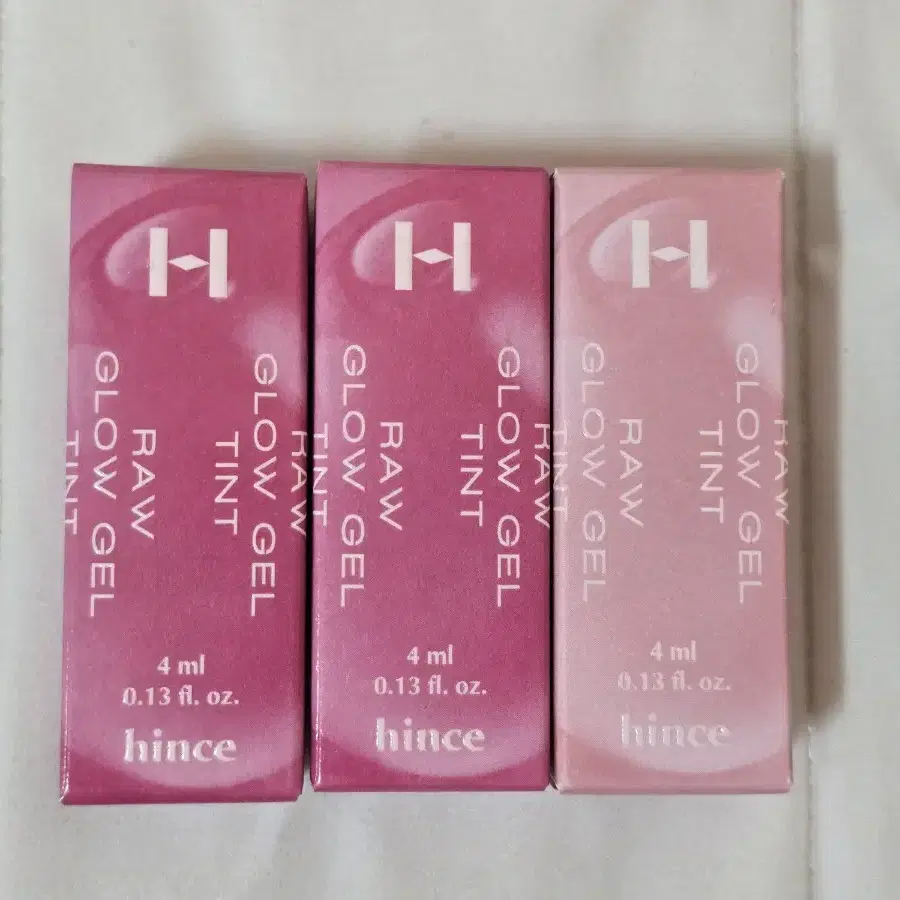 H
RAW
GLOW GEL
TINT
RAW
GLOW GEL
TINT
4 ml
0.13 fl. oz.
hince
H
RAW
GLOW GEL
TINT
RAW
GLOW GEL
TINT
4 ml
0.13 fl. oz.
hince
H
RAW
GLOW GEL
TINT
RAW
GLOW GEL
TINT
4 ml
0.13 fl. oz.
hince